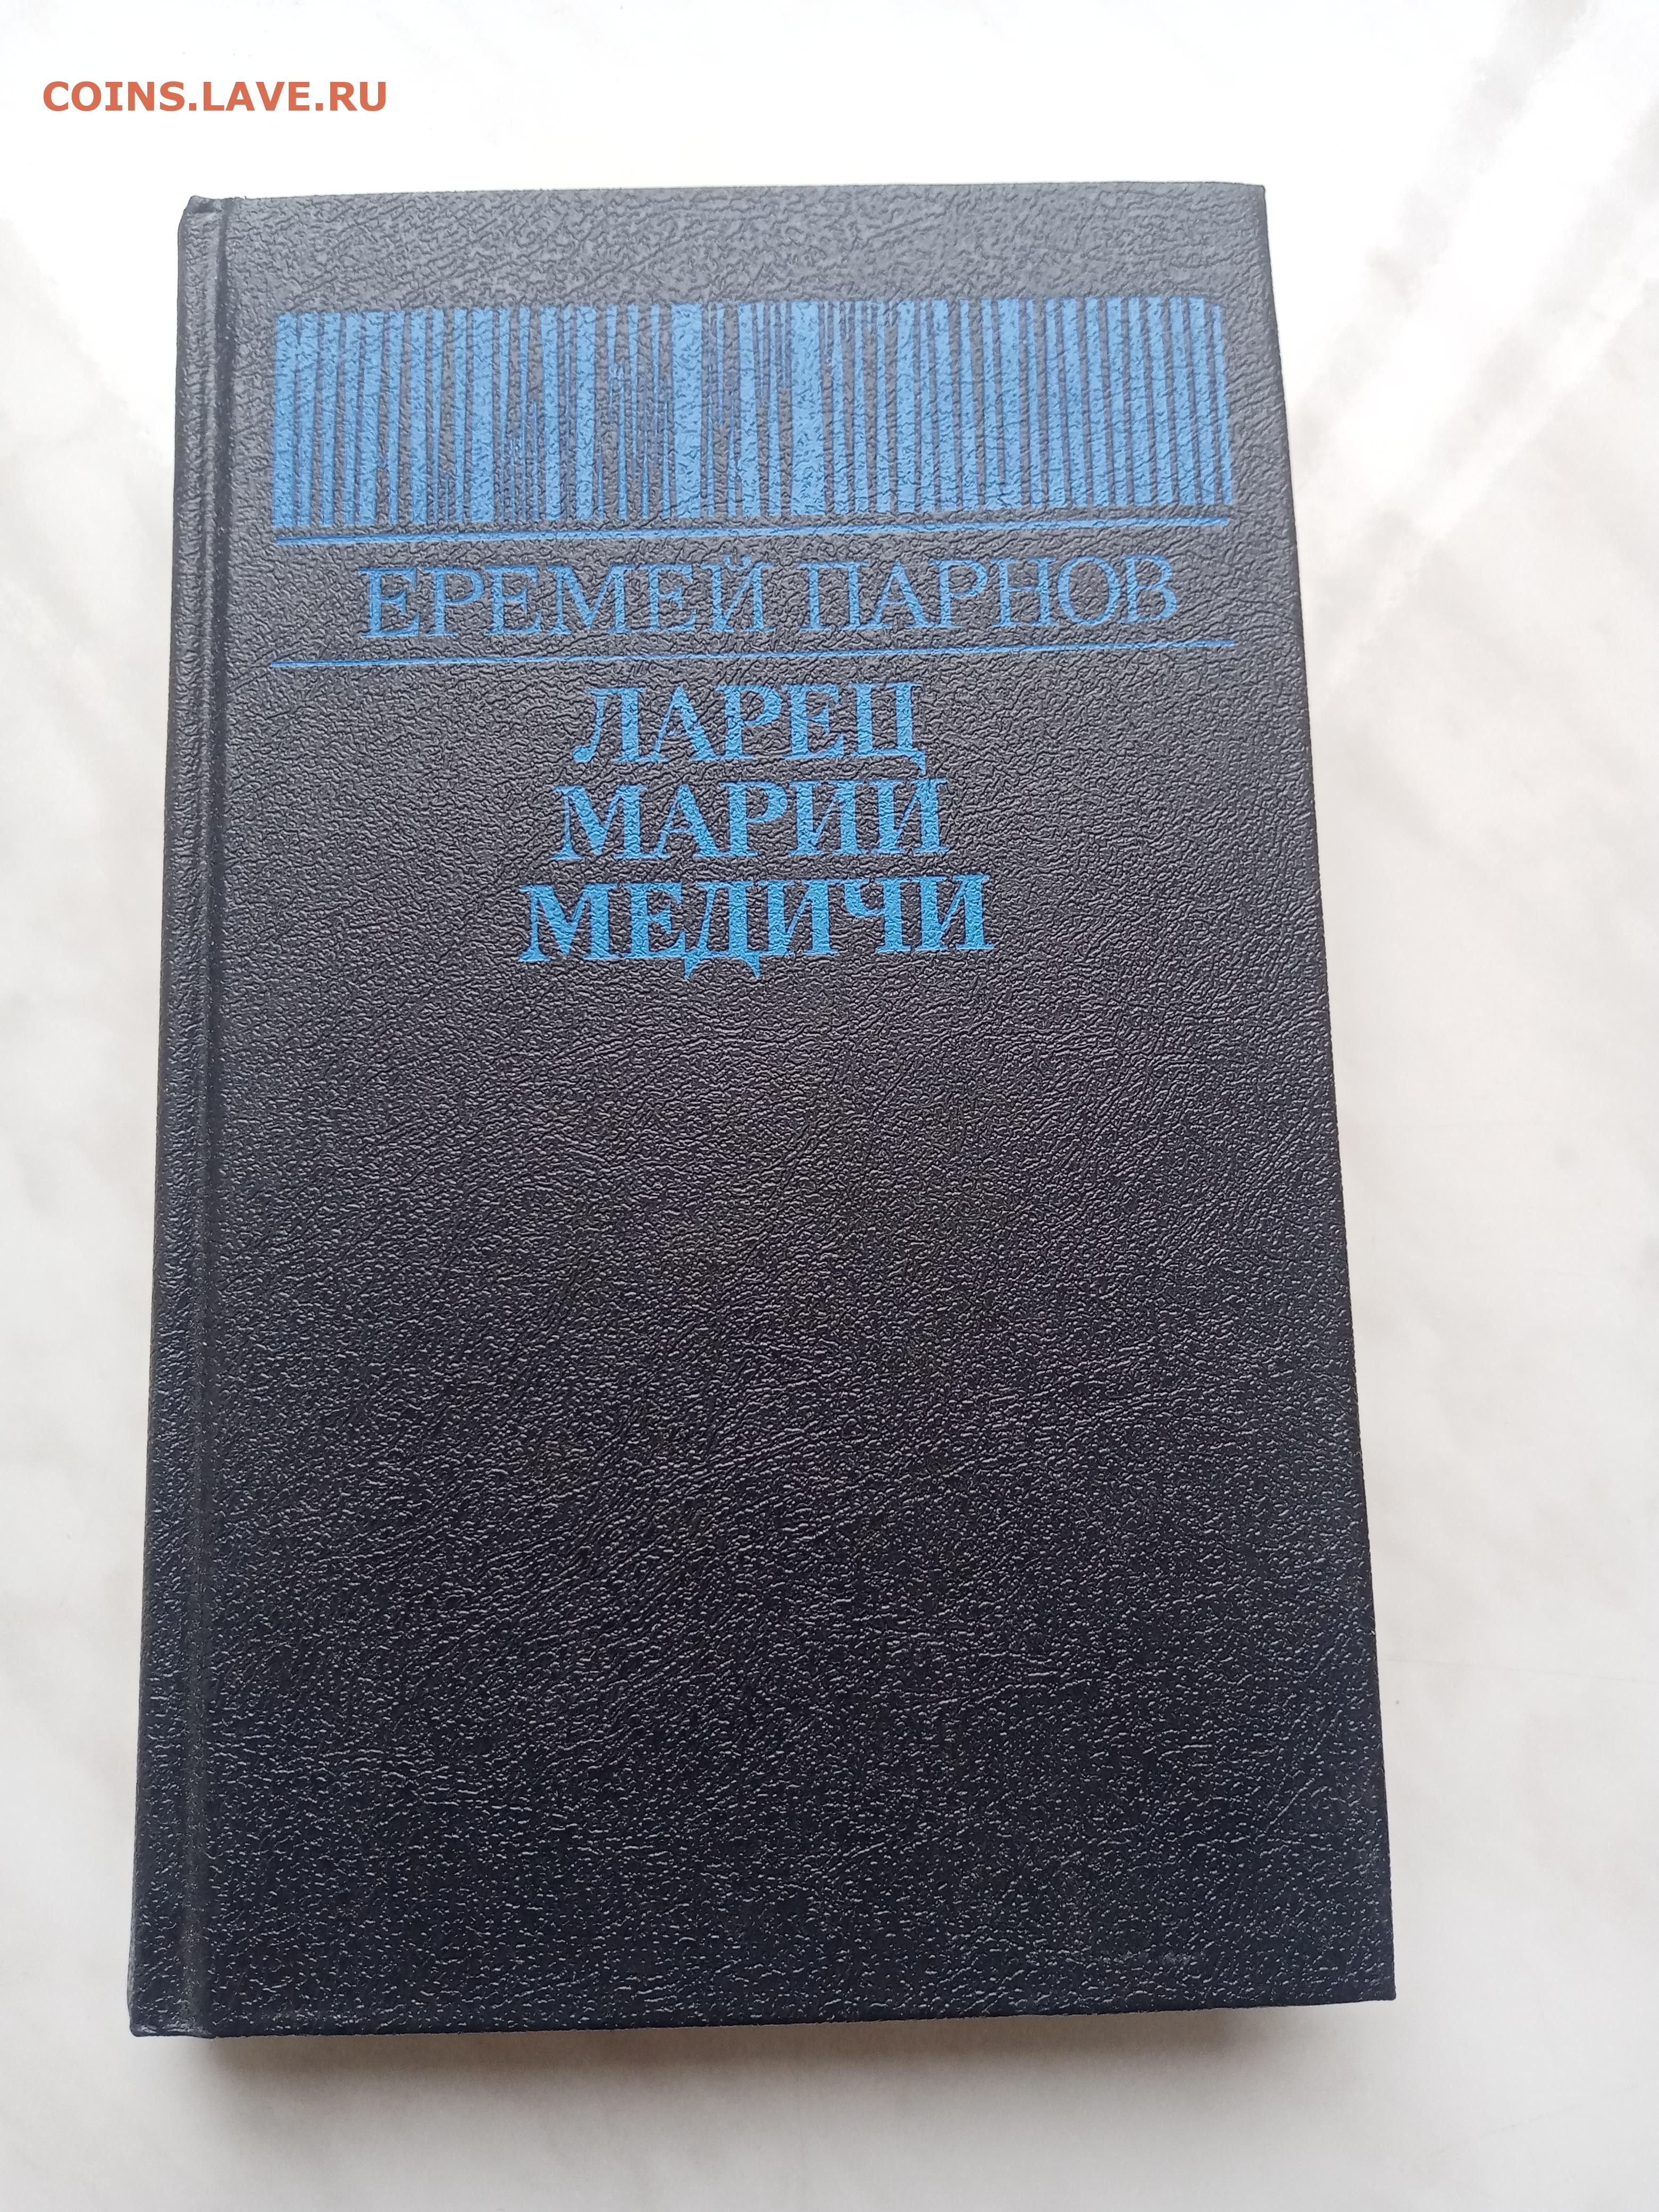 COINS.LAVE.RU
ЕРЕМЕЙ ПАРНОВ
ЛАРЕЦ
МАРИИ
МЕДИЧИ